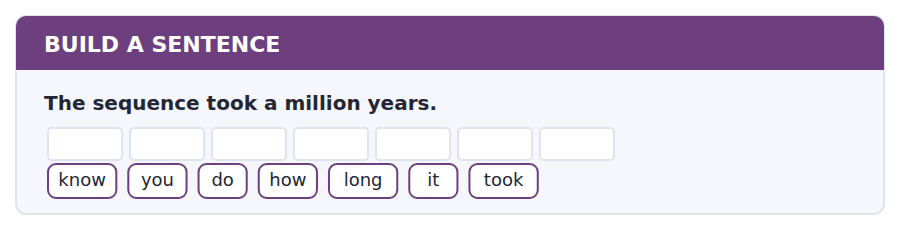 BUILD A SENTENCE
The sequence took a million years.
know you do how long it took